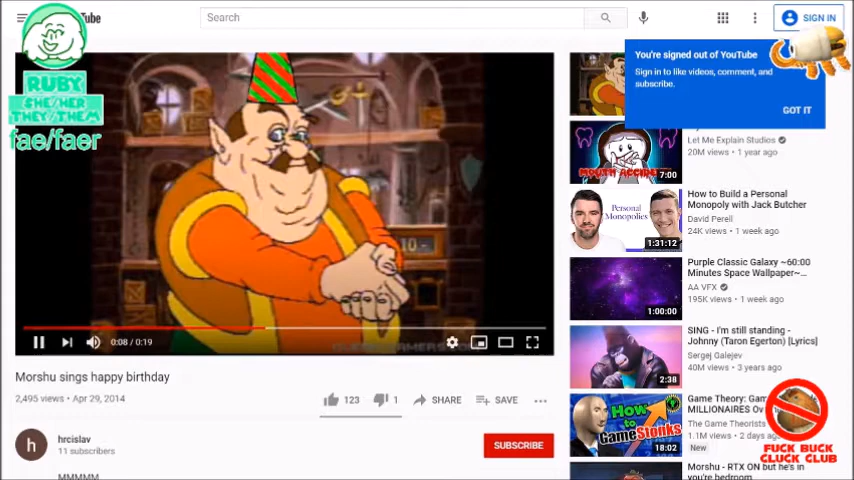 Tube
Search
SIGN IN
RUBY
SHE/HER
THEY/THEM
fae/faer
You're signed out of YouTube
Sign in to like videos, comment, and
subscribe.
GOT IT
10
0:08 / 0:19
Morshu sings happy birthday
2,495 views • Apr 29, 2014
123
1
SHARE
SAVE
hrcislav
11 subscribers
SUBSCRIBE
MMMMM
MOUTH
7:00
Let Me Explain Studios
20M views • 1 year ago
Personal
Monopolies
1:31:12
How to Build a Personal
Monopoly with Jack Butcher
David Perell
24K views • 1 week ago
1:00:00
Purple Classic Galaxy ~60:00
Minutes Space Wallpaper~...
AA VFX
195K views • 1 week ago
2:38
SING - I'm still standing -
Johnny (Taron Egerton) [Lyrics]
Sergej Galejev
40M views • 3 years ago
How to
GameStonks
18:02
Game Theory: Gam
MILLIONAIRES Ov
The Game Theorists
1.1M views • 2 days ago
New
Morshu - RTX ON but he's in
you're bedroom
FUCK BUCK
CLUCK CLUB